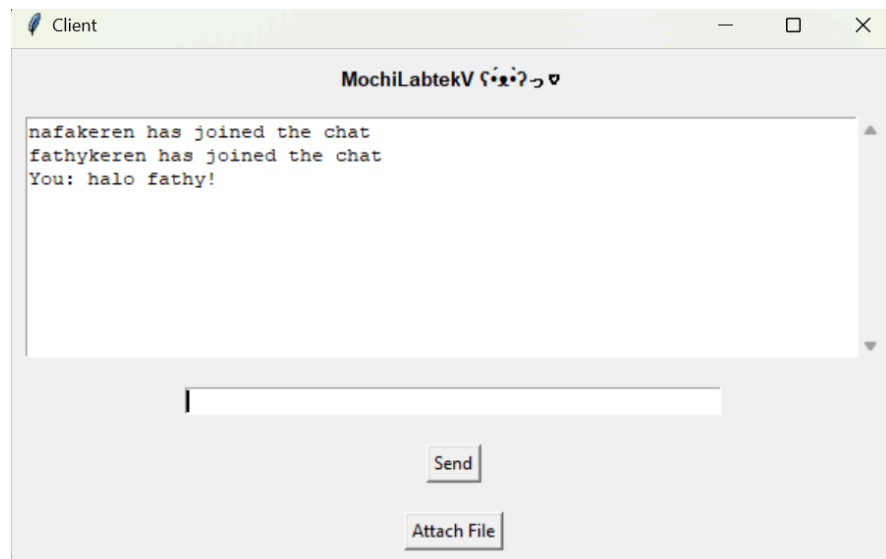 Client
MochiLabtekV ʕ•́ᴥ•̀ʔっ♡
nafakeren has joined the chat
fathykeren has joined the chat
You: halo fathy!
Send
Attach File